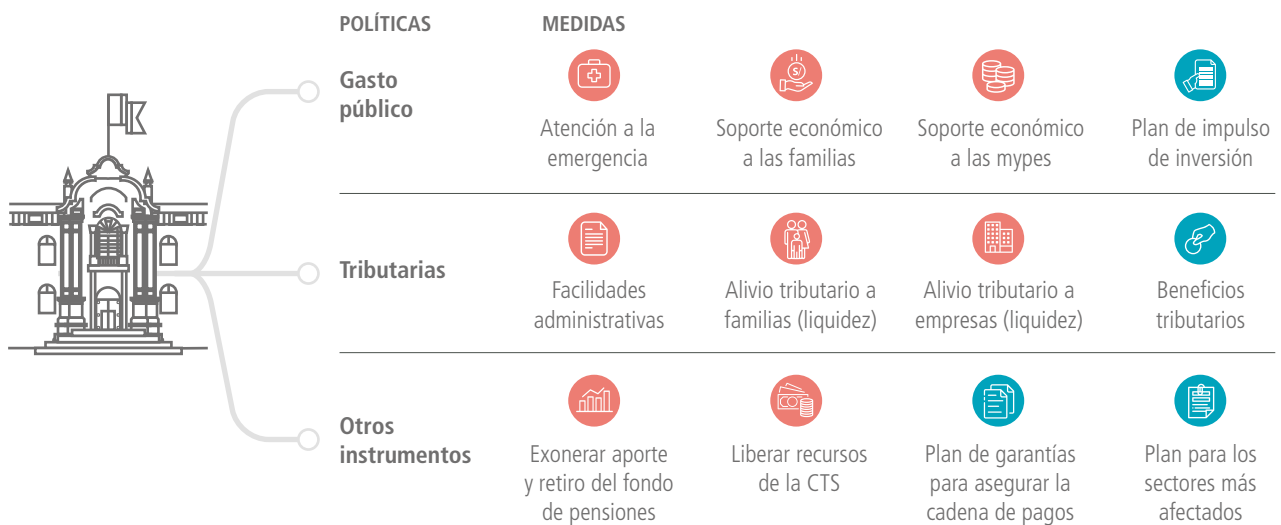 POLÍTICAS
MEDIDAS
Gasto
público
Atención a la
emergencia
S/
Soporte económico
a las familias
Soporte económico
a las mypes
Plan de impulso
de inversión
Tributarias
Facilidades
administrativas
Alivio tributario a
familias (liquidez)
Alivio tributario a
empresas (liquidez)
Beneficios
tributarios
Otros
instrumentos
Exonerar aporte
y retiro del fondo
de pensiones
Liberar recursos
de la CTS
Plan de garantías
para asegurar la
cadena de pagos
Plan para los
sectores más
afectados